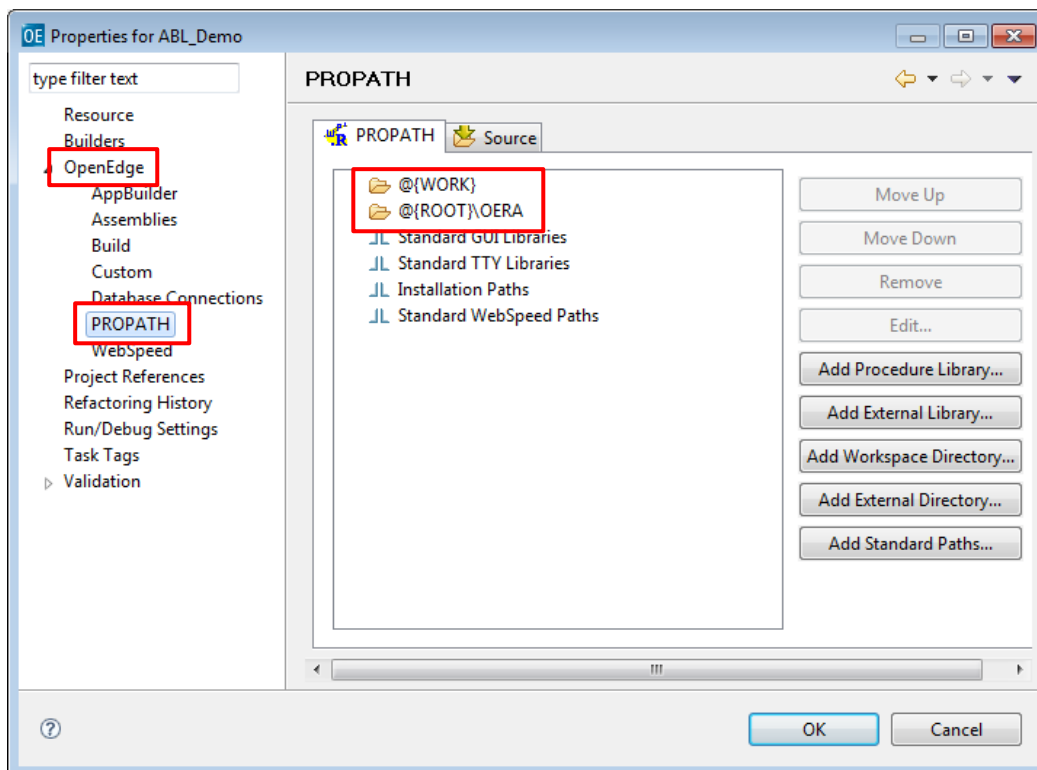 OE Properties for ABL_Demo
type filter text
Resource
Builders
OpenEdge
AppBuilder
Assemblies
Build
Custom
Database Connections
PROPATH
WebSpeed
Project References
Refactoring History
Run/Debug Settings
Task Tags
Validation
PROPATH
PROPATH
Source
@{WORK}
@{ROOT}\OERA
Standard GUI Libraries
Standard TTY Libraries
Installation Paths
Standard WebSpeed Paths
Move Up
Move Down
Remove
Edit...
Add Procedure Library...
Add External Library...
Add Workspace Directory...
Add External Directory...
Add Standard Paths...
OK
Cancel